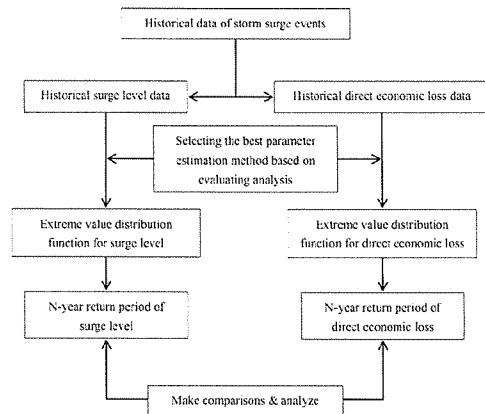 Historical data of storm surge events
Historical surge level data
Historical direct economic loss data
Selecting the best parameter
estimation method based on
evaluating analysis
Extreme value distribution
function for surge level
Extreme value distribution
function for direct economic loss
N-year return period of
surge level
N-year return period of
direct economic loss
Make comparisons & analyze